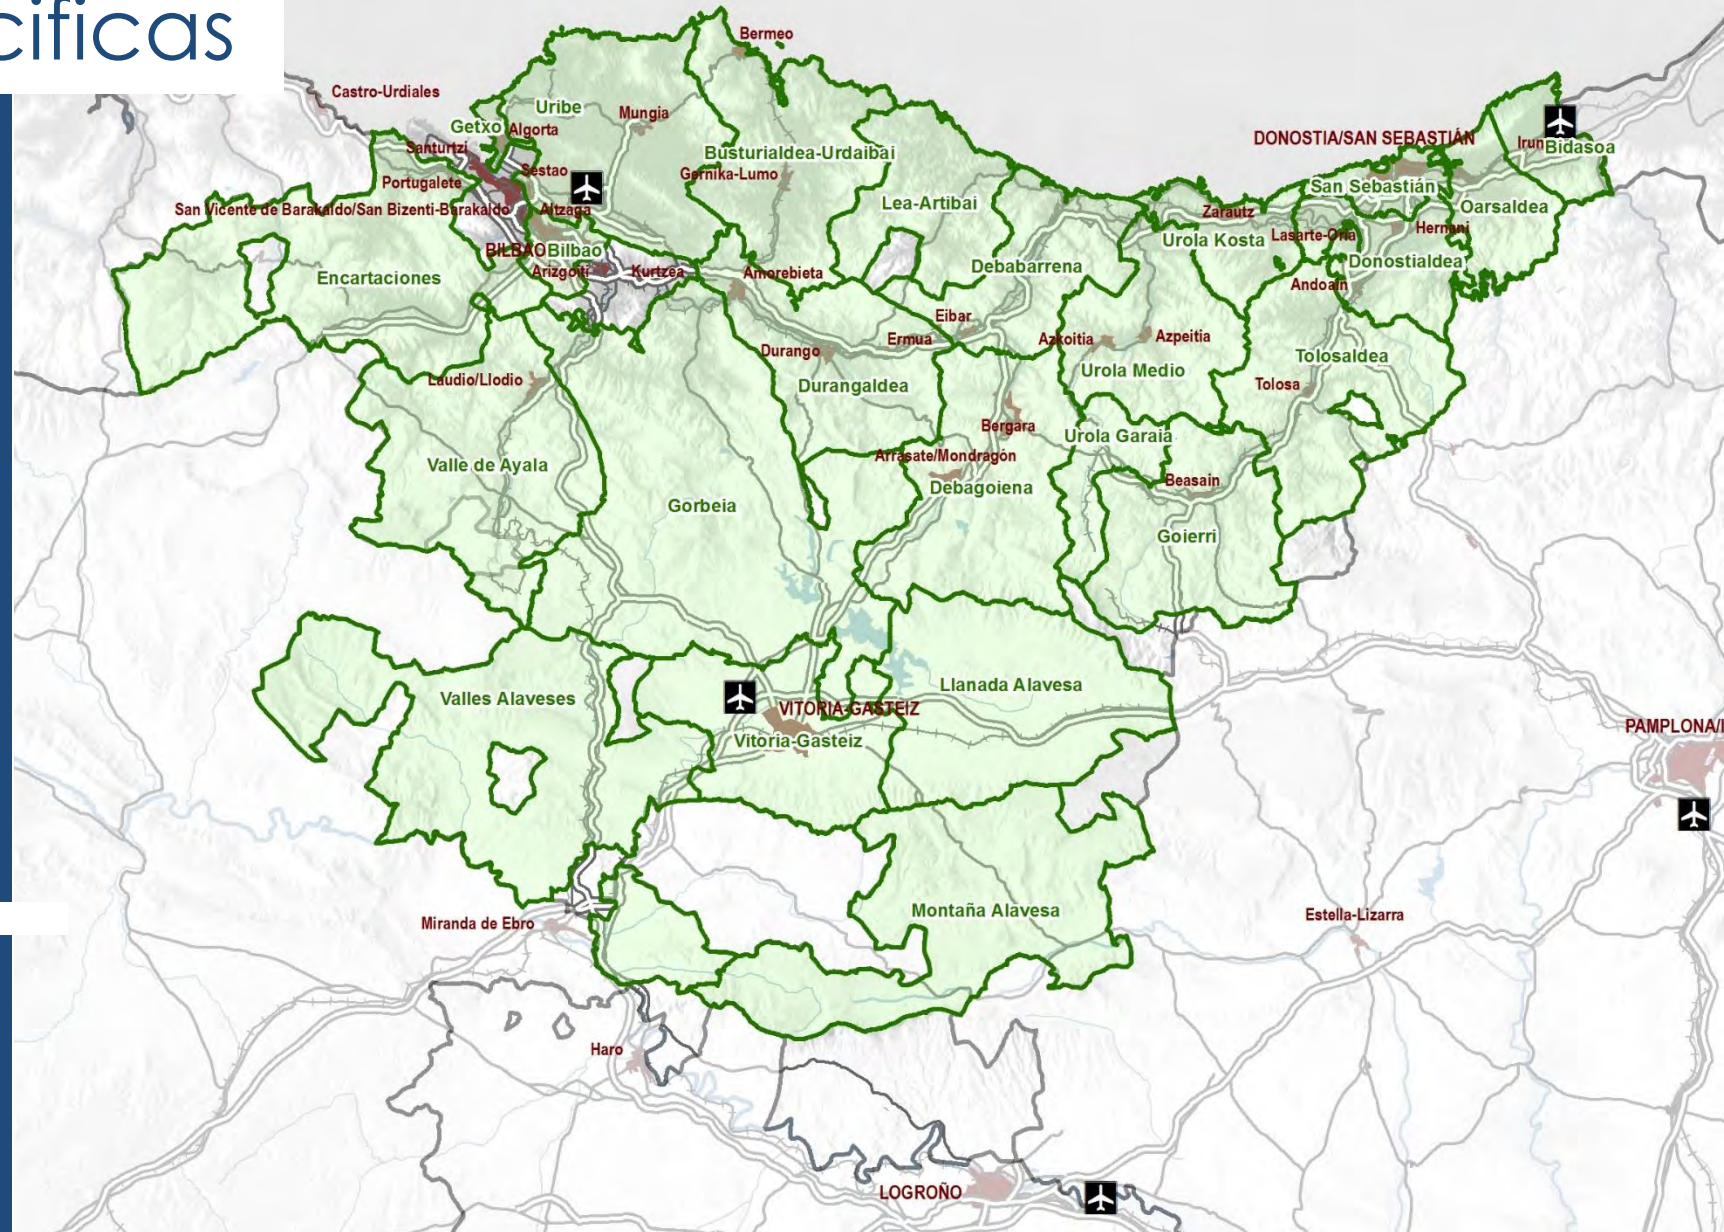 cificas
Bermeo
Castro-Urdiales
Uribe
Mungia
Getxo
Algorta
DONOSTIA/SAN SEBASTIÁN
Irun
Bidasoa
Santurtzi
Busturialdea-Urdaibai
Sestao
Gernika-Lumo
Portugalete
San Sebastián
Lea-Artibai
Oarsaldea
San Vicente de Barakaldo/San Bizenti-Barakaldo
Altzaga
Zarautz
Hernani
Urola Kosta
Lasarte-Oria
BILBAO
Bilbao
Donostialdea
Arizgoiti
Kurtzea
Amorebieta
Debabarrena
Encartaciones
Andoain
Eibar
Ermua
Azkoitia
Azpeitia
Durango
Tolosaldea
Urola Medio
Laudio/Llodio
Durangaldea
Tolosa
Bergara
Urola Garaia
Arrasate/Mondragón
Valle de Ayala
Beasain
Debagoiena
Gorbeia
Goierri
Llanada Alavesa
Valles Alaveses
VITORIA-GASTEIZ
PAMPLONA/I
Vitoria-Gasteiz
Montaña Alavesa
Estella-Lizarra
Miranda de Ebro
Haro
LOGROÑO